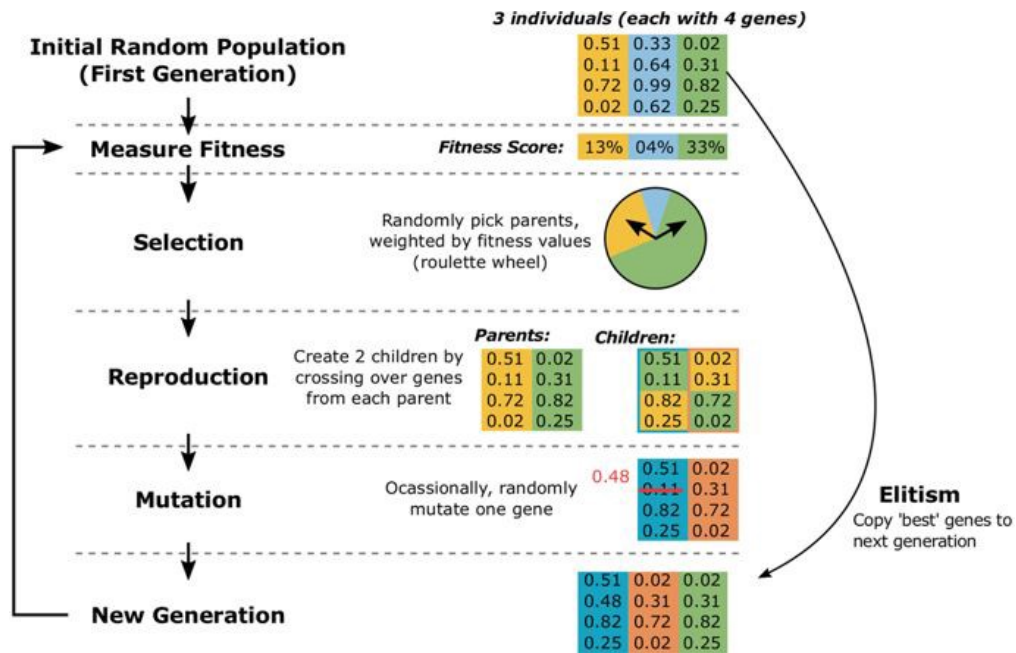 3 individuals (each with 4 genes)
Initial Random Population
(First Generation)
0.51 0.33 0.02
0.11 0.64 0.31
0.72 0.99 0.82
0.02 0.62 0.25
Measure Fitness
Fitness Score:
13% 04% 33%
Selection
Randomly pick parents,
weighted by fitness values
(roulette wheel)
Reproduction
Create 2 children by
crossing over genes
from each parent
Parents:
0.51 0.02
0.11 0.31
0.72 0.82
0.02 0.25
Children:
0.51 0.02
0.11 0.31
0.82 0.72
0.25 0.02
Mutation
Ocassionally, randomly
mutate one gene
0.48
0.51 0.02
0.11 0.31
0.82 0.72
0.25 0.02
Elitism
Copy 'best' genes to
next generation
New Generation
0.51 0.02 0.02
0.48 0.31 0.31
0.82 0.72 0.82
0.25 0.02 0.25